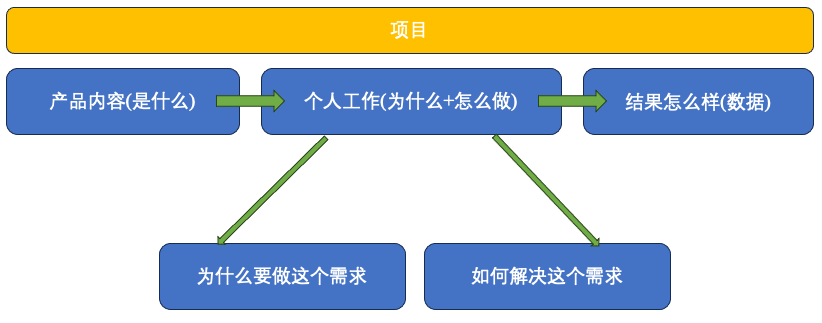 项目
产品内容(是什么)
个人工作(为什么+怎么做)
结果怎么样(数据)
为什么要做这个需求
如何解决这个需求